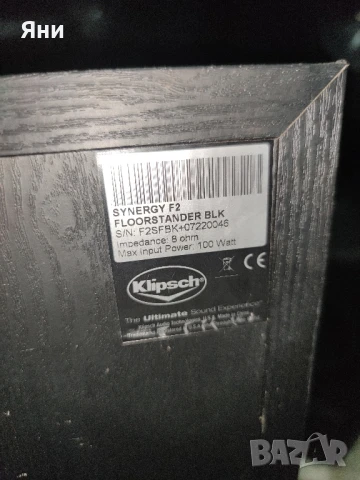 Яни
SYNERGY F2
FLOORSTANDER BLK
S/N: F2SFBK+07220046
Impedance: 8 ohm
Max Input Power: 100 Watt
Klipsch
The Ultimate Sound Experience
BAZAR